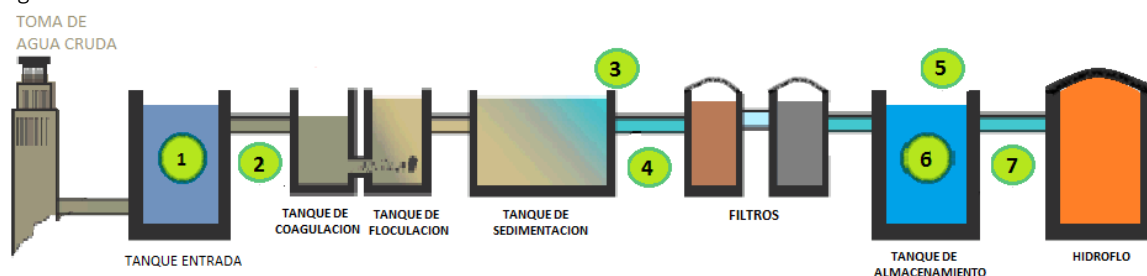 TOMA DE
AGUA CRUDA
3
5
1
2
4
6
7
TANQUE DE
COAGULACION
TANQUE DE
FLOCULACION
TANQUE DE
SEDIMENTACION
FILTROS
TANQUE ENTRADA
TANQUE DE
ALMACENAMIENTO
HIDROFLO